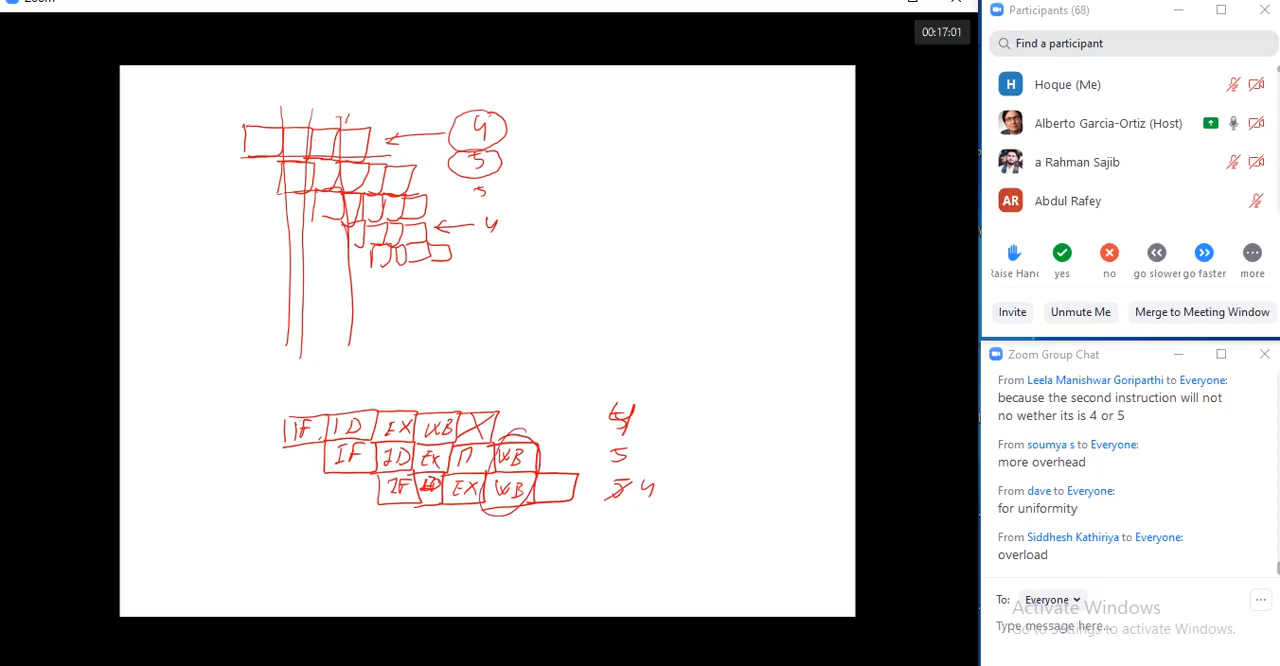 Zoom
Participants (68)
00:17:01
Find a participant
H Hoque (Me)
Alberto Garcia-Ortiz (Host)
a Rahman Sajib
AR Abdul Rafey
Raise Hand
yes
no
go slower
go faster
more
Invite
Unmute Me
Merge to Meeting Window
Zoom Group Chat
From Leela Manishwar Goriparthi to Everyone:
because the second instruction will not
no wether its is 4 or 5
From soumya s to Everyone:
more overhead
From dave to Everyone:
for uniformity
From Siddhesh Kathiriya to Everyone:
overload
To: Everyone
Type message here...
Activate Windows
Go to Settings to activate Windows.
4
5
5
4
IF ID EX WB X
IF ID EX M WB 5
IF ID EX WB 5 4